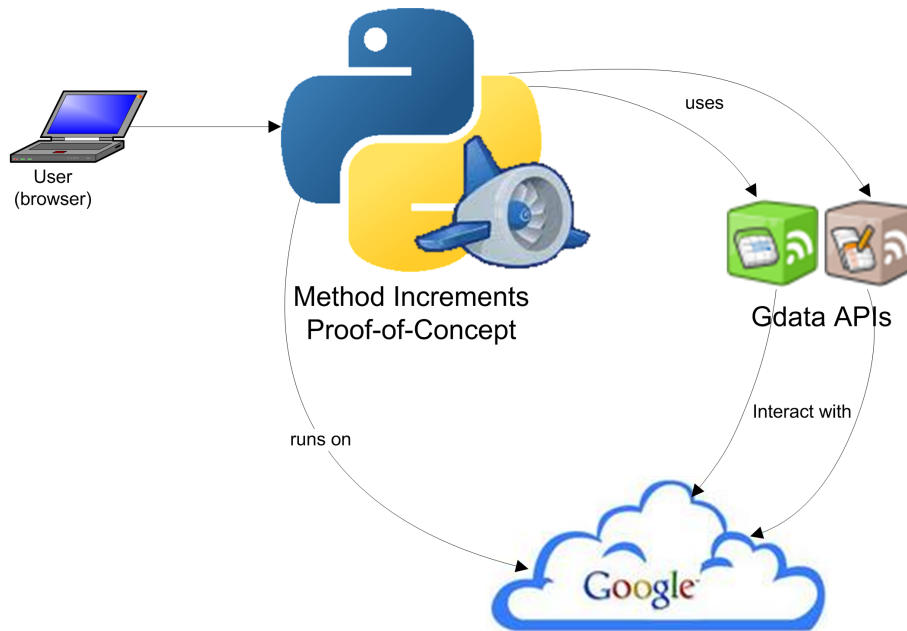 User
(browser)
uses
Method Increments
Proof-of-Concept
Gdata APIs
Interact with
runs on
Google